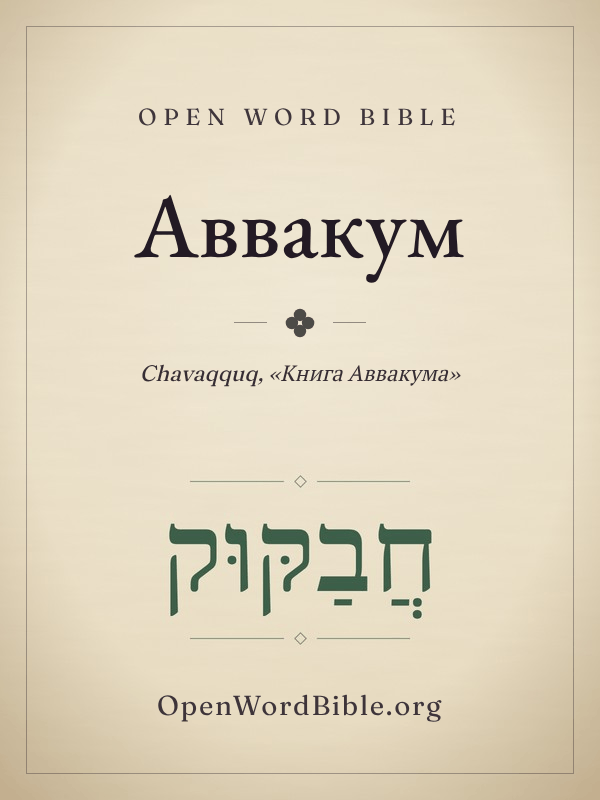 OPEN WORD BIBLE
Аввакум
Chavaqquq, «Книга Аввакума»
חֲבַקּוּק
OpenWordBible.org